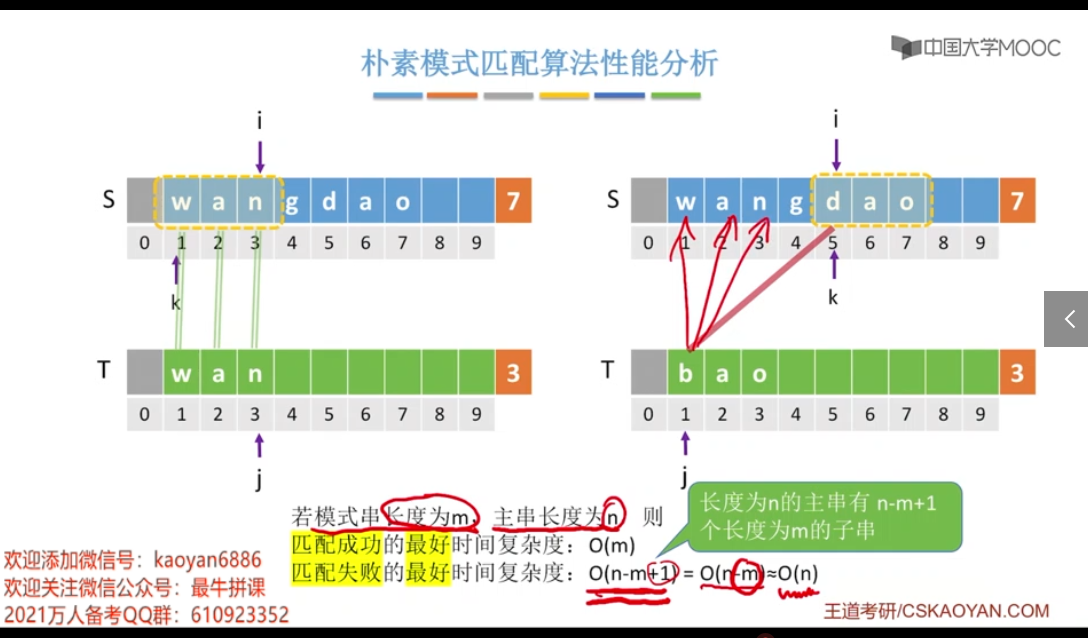 中国大学MOOC
朴素模式匹配算法性能分析
i
S w a n g d a o 7
0 1 2 3 4 5 6 7 8 9
k
T w a n 3
0 1 2 3 4 5 6 7 8 9
j
i
S w a n g d a o 7
0 1 2 3 4 5 6 7 8 9
k
T b a o 3
0 1 2 3 4 5 6 7 8 9
j
长度为n的主串有 n-m+1
个长度为m的子串
若模式串长度为m，主串长度为n，则
匹配成功的最好时间复杂度：O(m)
匹配失败的最好时间复杂度：O(n-m+1) = O(n-m)≈O(n)
欢迎添加微信号：kaoyan6886
欢迎关注微信公众号：最牛拼课
2021万人备考QQ群：610923352
王道考研/CSKAOYAN.COM